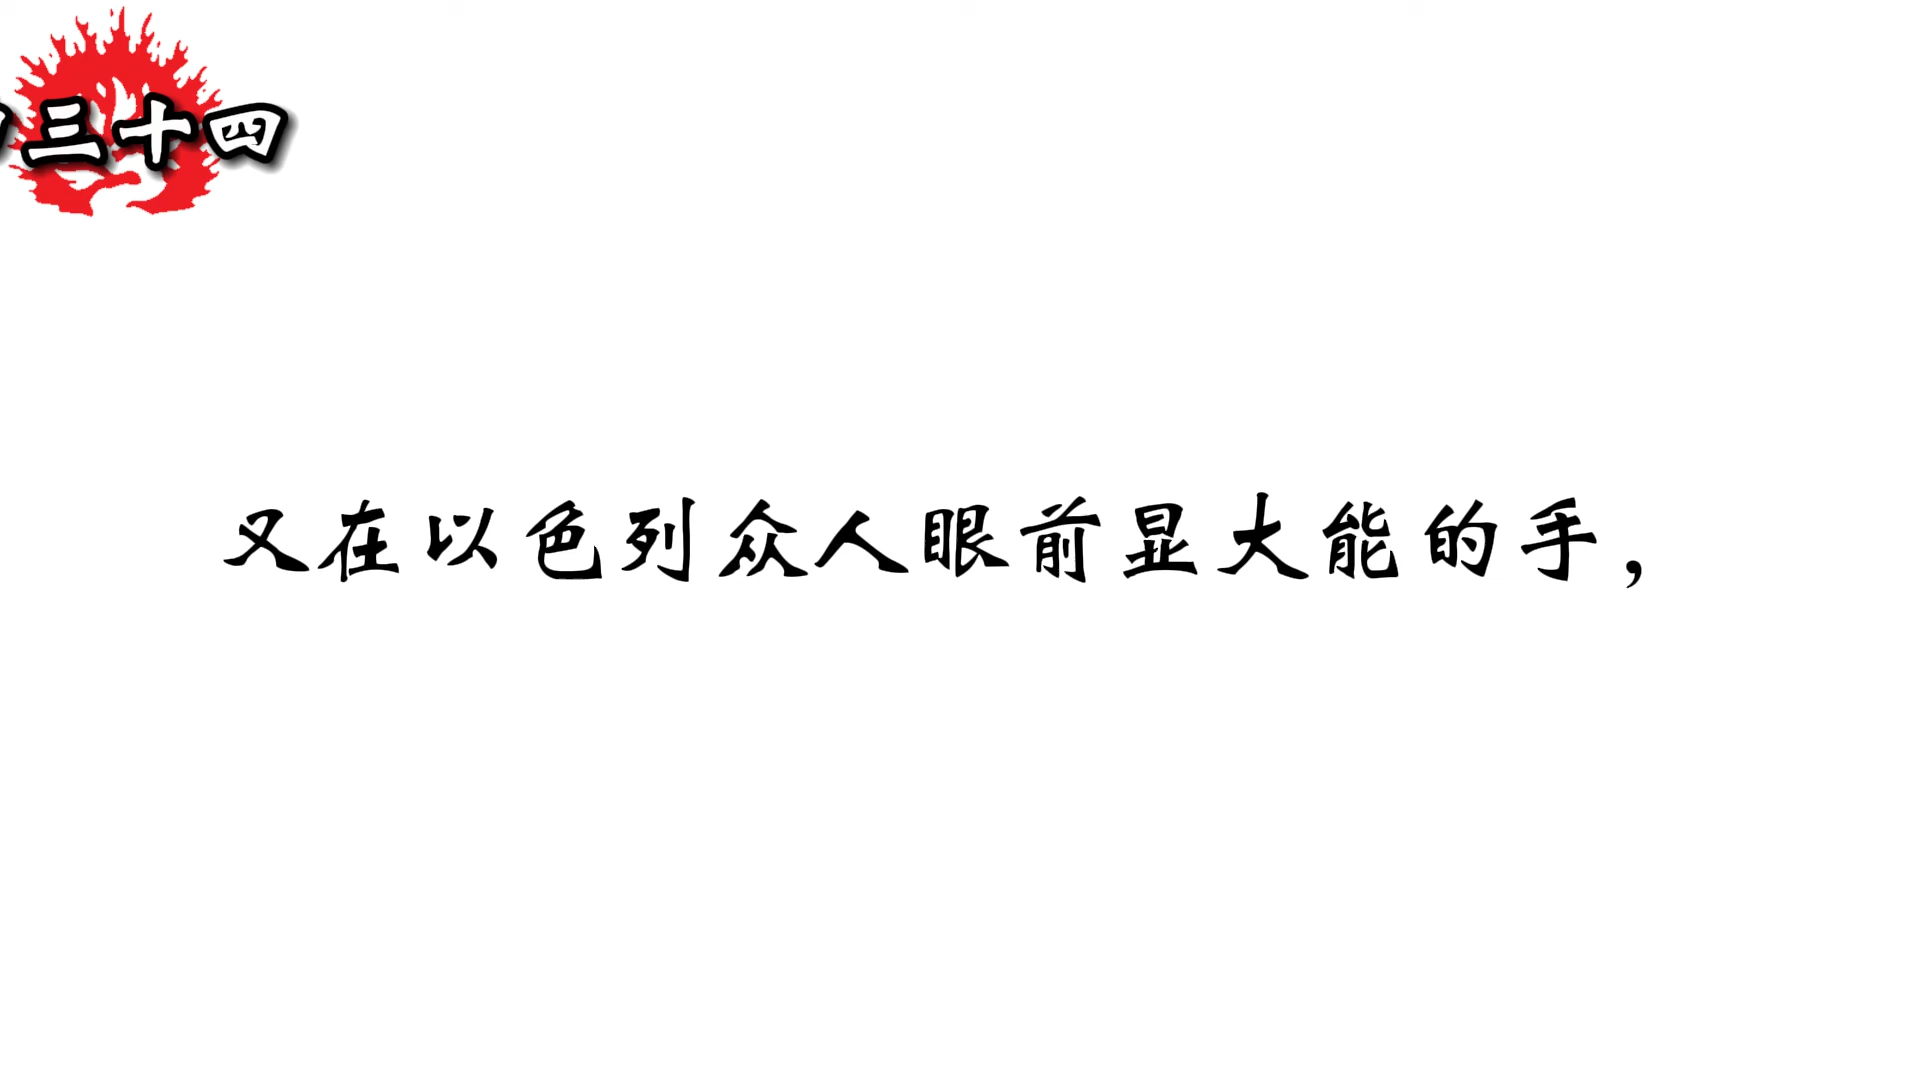 三十四
又在以色列众人眼前显大能的手，